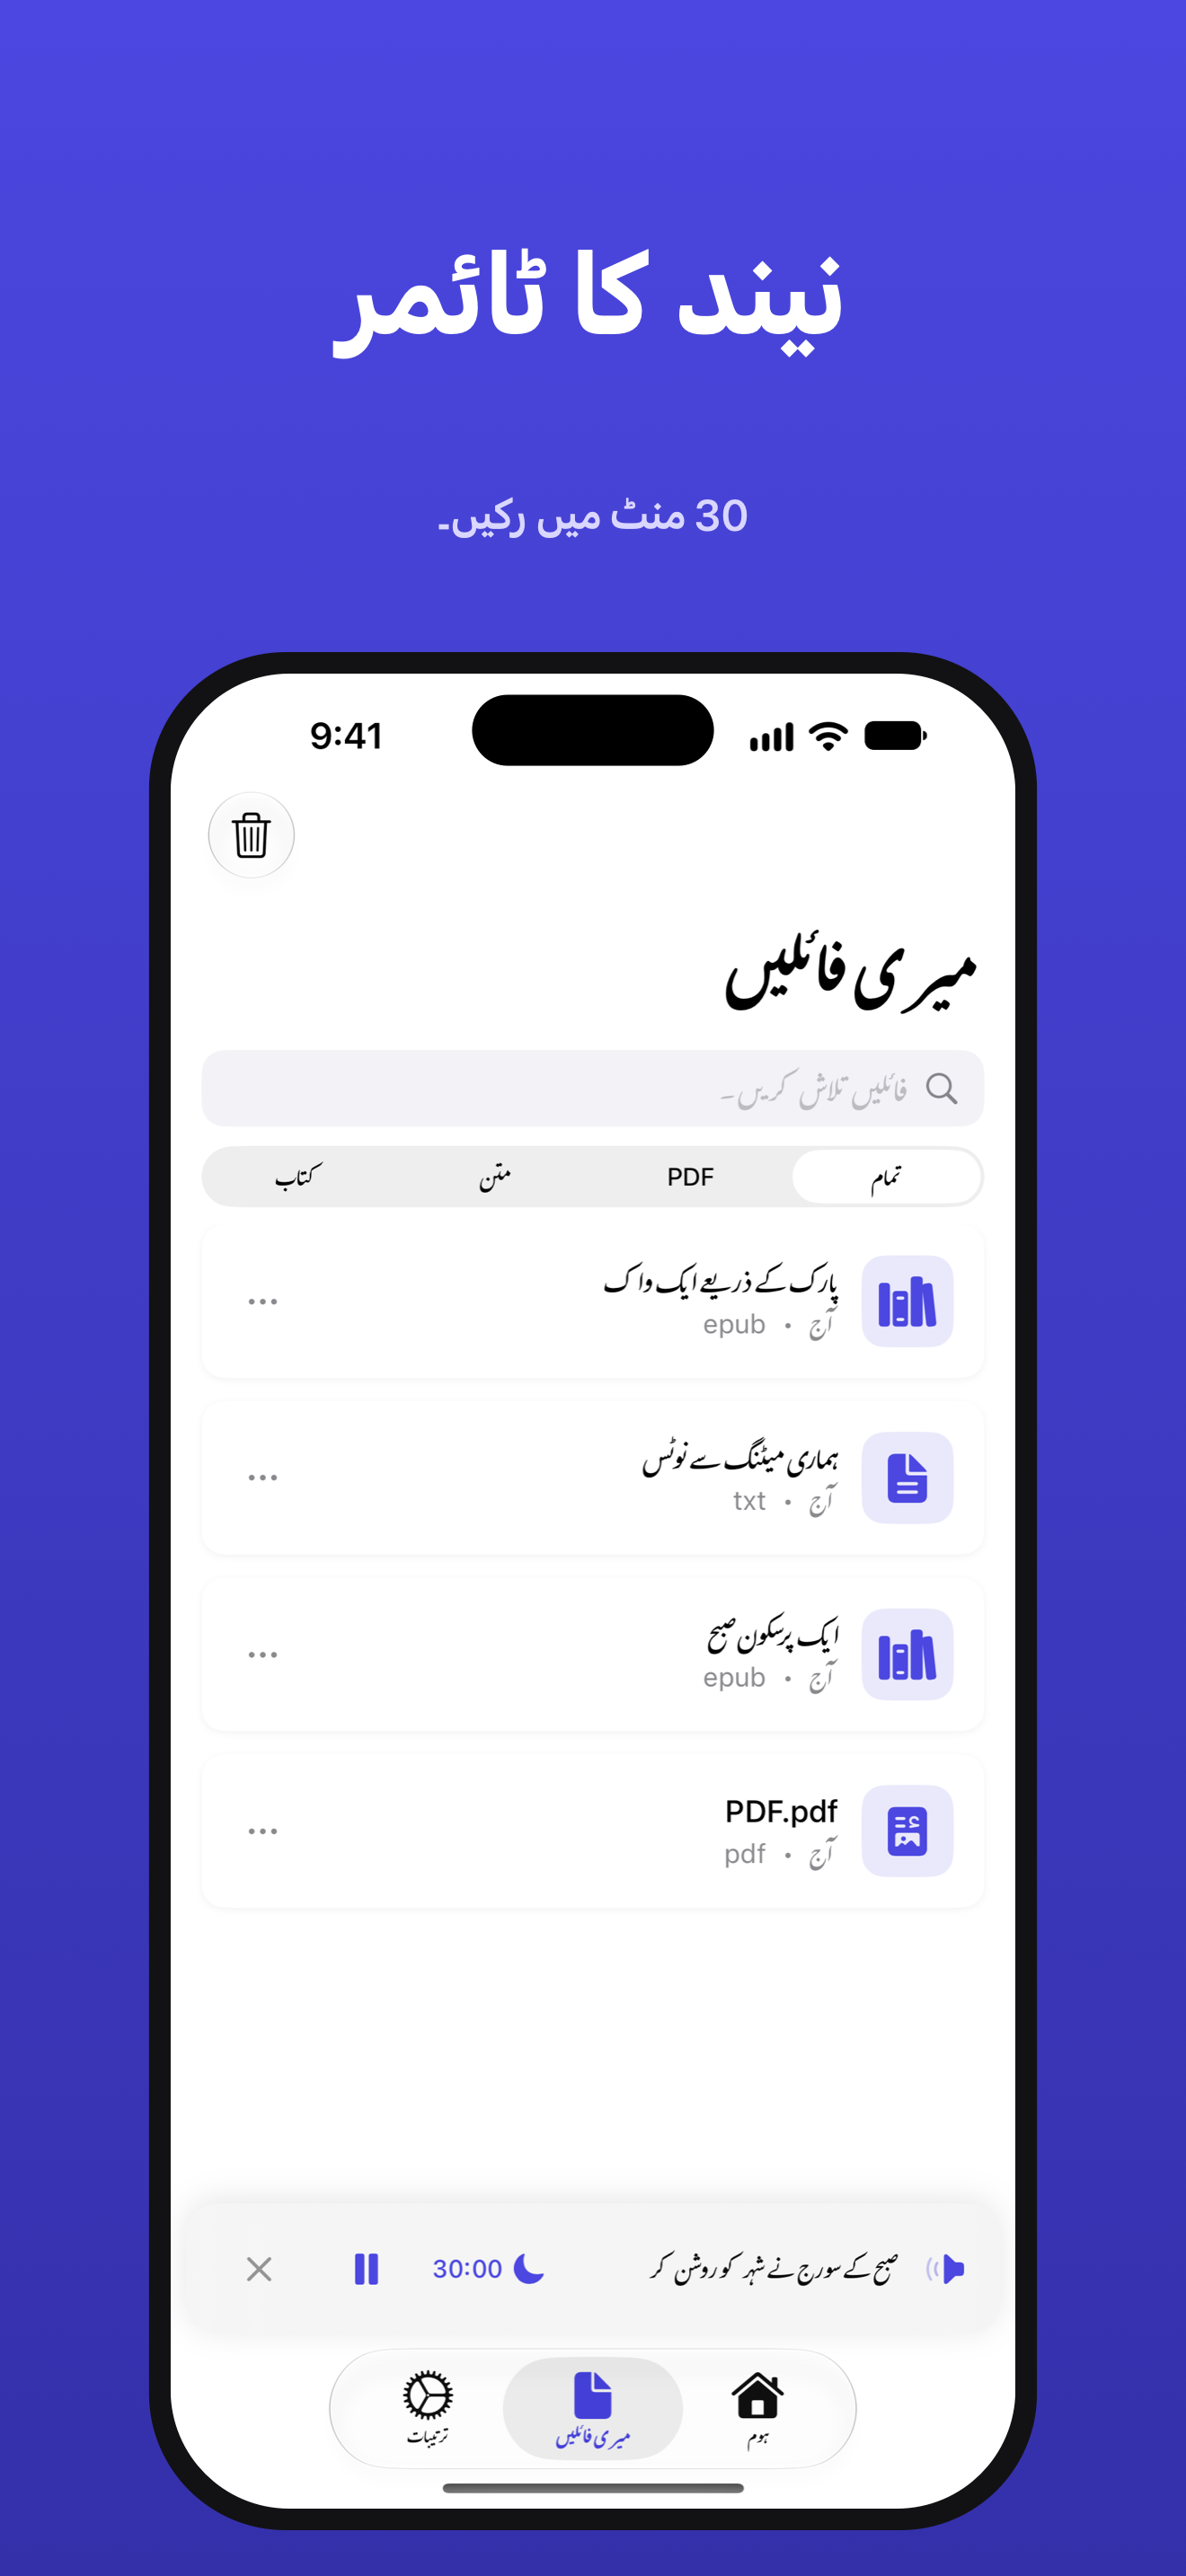 نیند کا ٹائمر
30 منٹ میں رکیں۔
9:41
میری فائلیں
فائلیں تلاش کریں۔
تمام
PDF
متن
کتاب
پارک کے ذریعے ایک واک
آج • epub
ہماری میٹنگ سے نوٹس
آج • txt
ایک پرسکون صبح
آج • epub
PDF.pdf
آج • pdf
صبح کے سورج نے شہر کو روشن کر
30:00
ہوم
میری فائلیں
ترتیبات